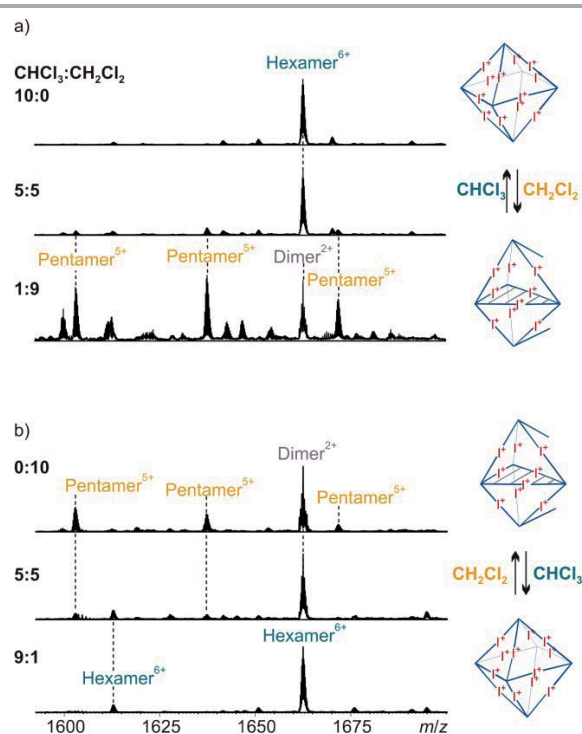 a)
CHCl3:CH2Cl2
10:0
Hexamer6+
I+ I+ I+ I+ I+ I+ I+ I+ I+ I+ I+ I+
5:5
CHCl3 CH2Cl2
1:9
Pentamer5+ Pentamer5+ Dimer2+
Pentamer5+
I+ I+ I+ I+ I+ I+ I+ I+
b)
0:10
Dimer2+
Pentamer5+ Pentamer5+ Pentamer5+
I+ I+ I+ I+ I+ I+ I+ I+
5:5
CH2Cl2 CHCl3
9:1
Hexamer6+
Hexamer6+
I+ I+ I+ I+ I+ I+ I+ I+ I+ I+ I+ I+
1600 1625 1650 1675 m/z